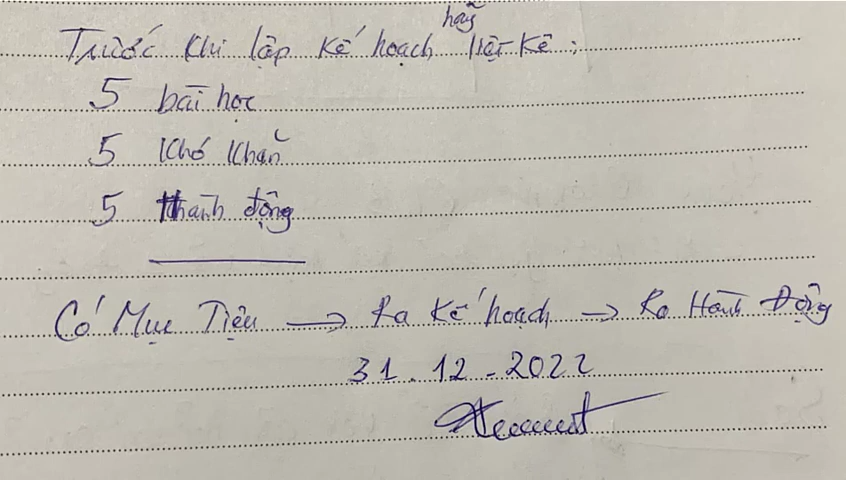 Trước khi lập kế hoạch hãy liệt kê:
5 bài học
5 khó khăn
5 thành động
Có Mục Tiêu → Ra Kế hoạch → Ra Hành Động
31.12-2022